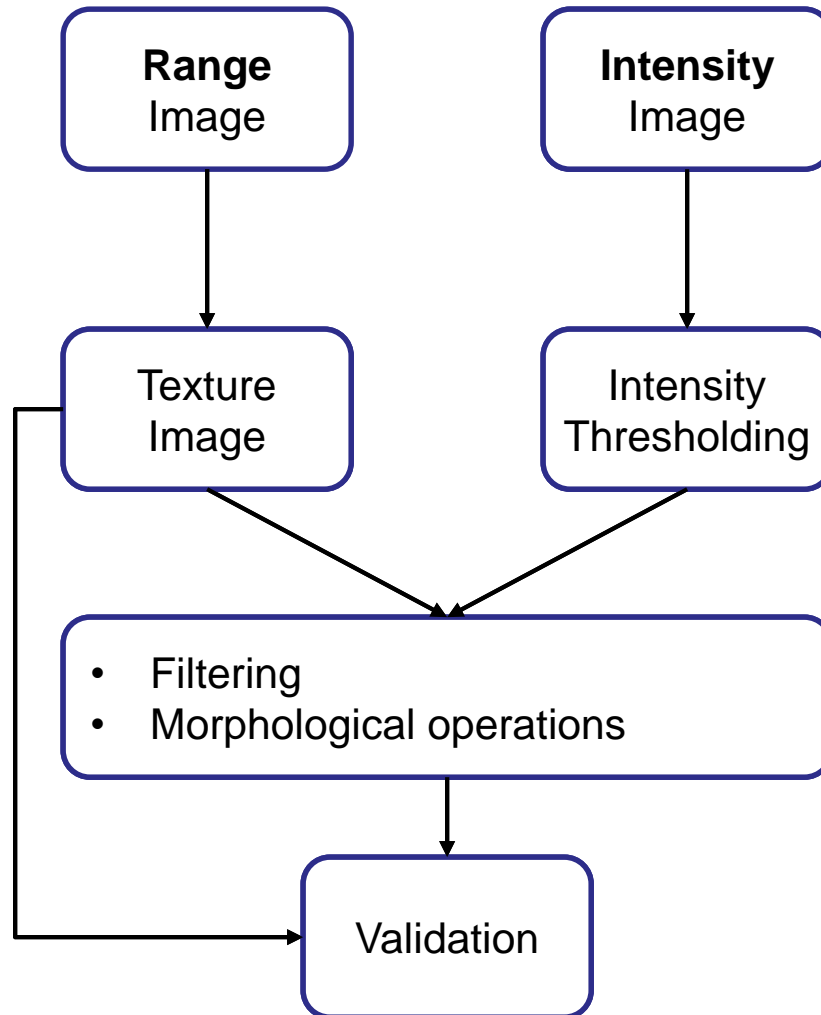 Range
Image
Intensity
Image
Texture
Image
Intensity
Thresholding
• Filtering
• Morphological operations
Validation